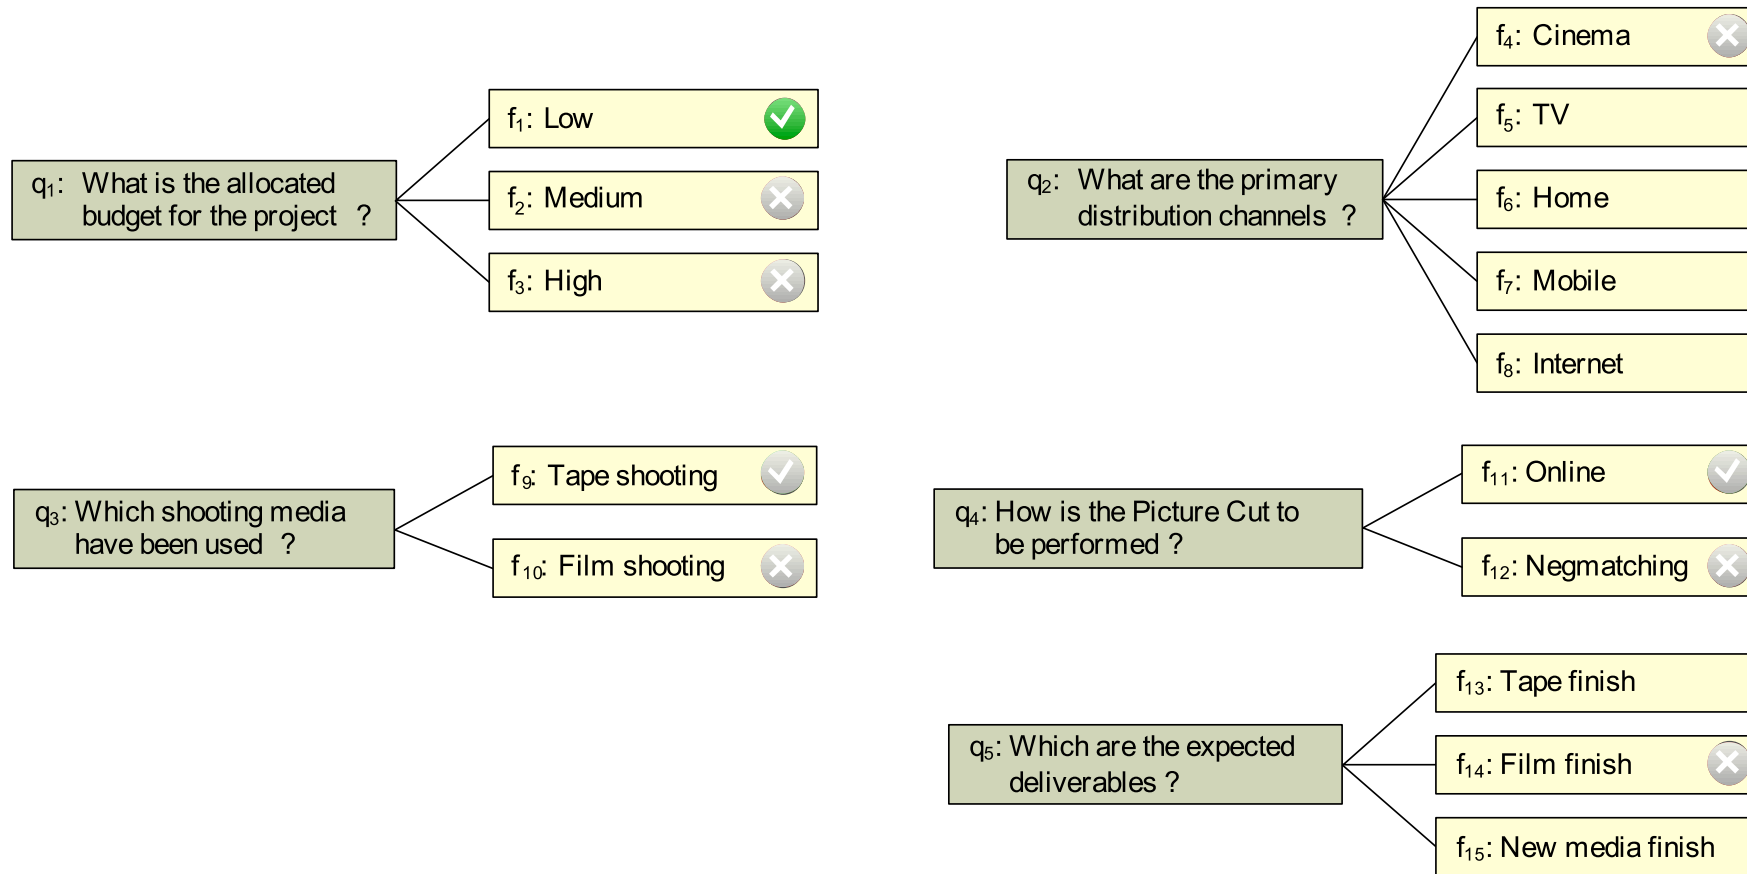 q1: What is the allocated
budget for the project ?
f1: Low
f2: Medium
f3: High
q2: What are the primary
distribution channels ?
f4: Cinema
f5: TV
f6: Home
f7: Mobile
f8: Internet
q3: Which shooting media
have been used ?
f9: Tape shooting
f10: Film shooting
q4: How is the Picture Cut to
be performed ?
f11: Online
f12: Negmatching
q5: Which are the expected
deliverables ?
f13: Tape finish
f14: Film finish
f15: New media finish